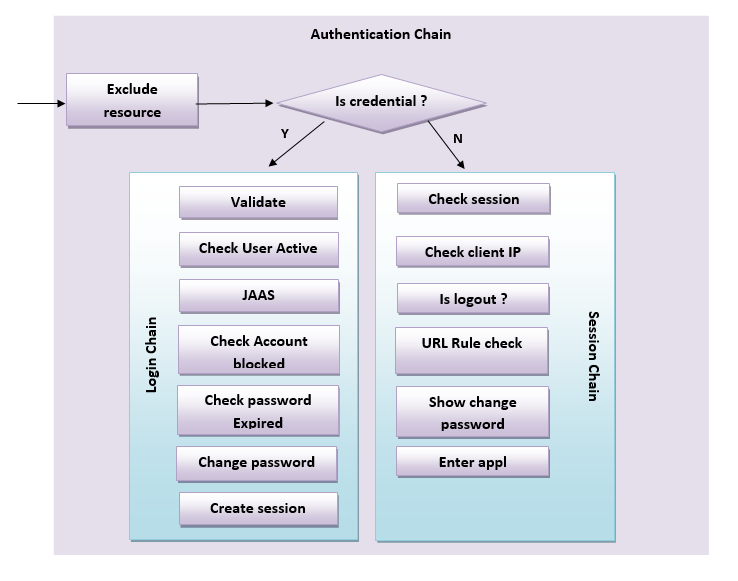 Authentication Chain
Exclude
resource
Is credential ?
Y
N
Login Chain
Validate
Check User Active
JAAS
Check Account
blocked
Check password
Expired
Change password
Create session
Check session
Check client IP
Is logout ?
URL Rule check
Show change
password
Enter appl
Session Chain